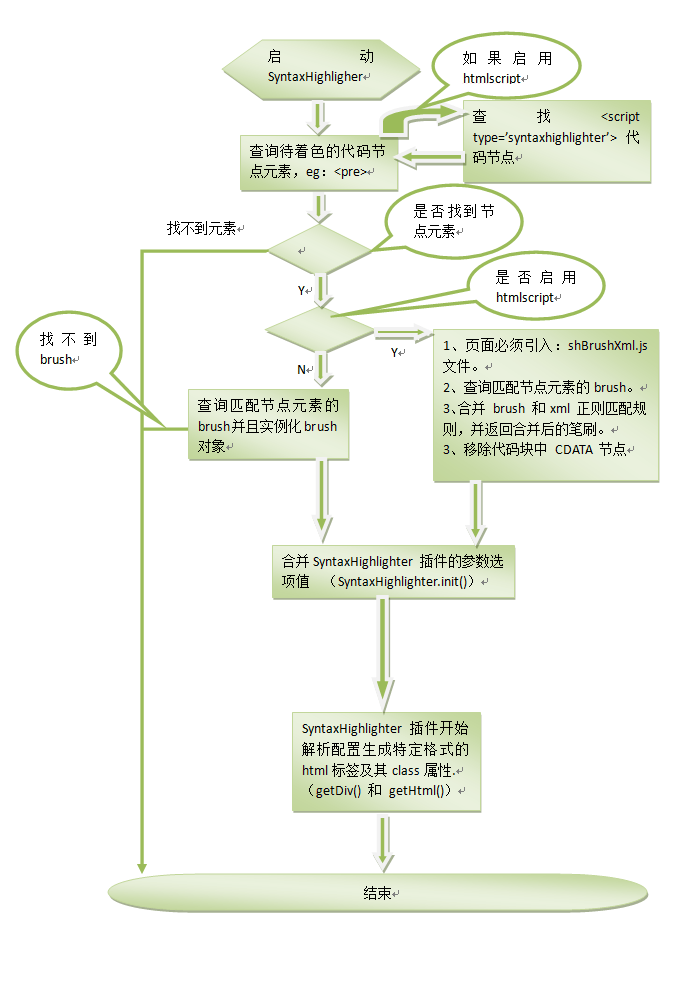 启动
SyntaxHighligher
如果启用
htmlscript
查找<script
type=’syntaxhighlighter’> 代
码节点
查询待着色的代码节
点元素，eg：<pre>
是否找到节
点元素
找不到元素
Y
是否启用
htmlscript
找不到
brush
Y
N
1、页面必须引入：shBrushXml.js
文件。
2、查询匹配节点元素的 brush。
3、合并 brush 和 xml 正则匹配规
则，并返回合并后的笔刷。
3、移除代码块中 CDATA 节点
查询匹配节点元素的
brush 并且实例化 brush
对象
合并 SyntaxHighlighter 插件的参数选
项值 （SyntaxHighlighter.init()）
SyntaxHighlighter 插件开始
解析配置生成特定格式的
html 标签及其 class 属性.
（getDiv() 和 getHtml()）
结束